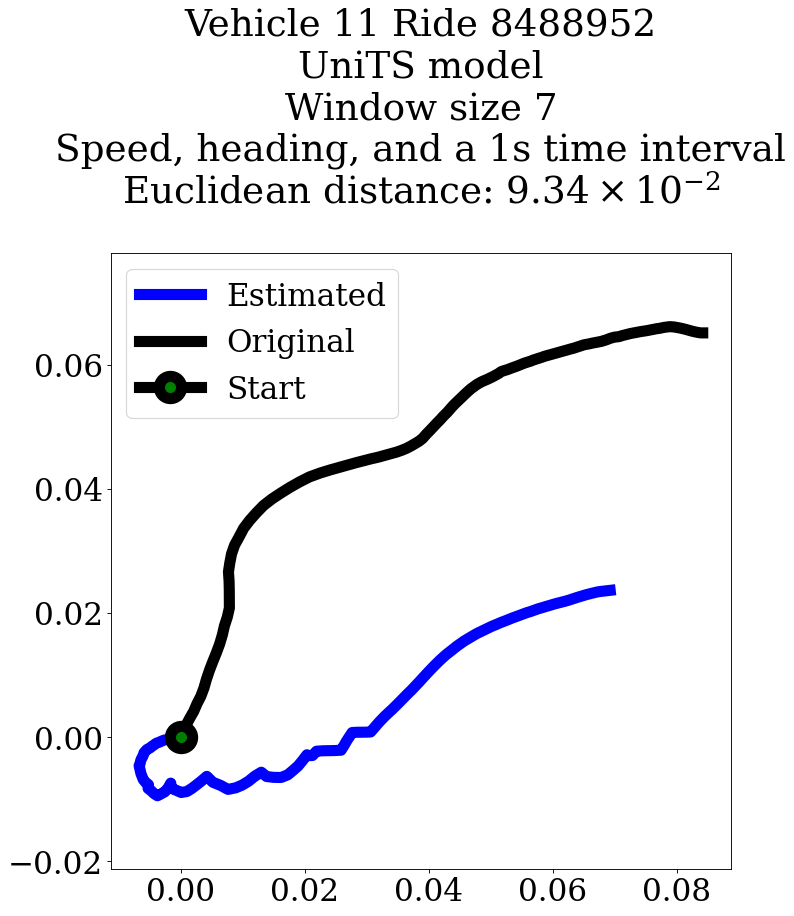 Vehicle 11 Ride 8488952
UniTS model
Window size 7
Speed, heading, and a 1s time interval
Euclidean distance: 9.34 × 10⁻²
Estimated
Original
Start
0.06
0.04
0.02
0.00
−0.02
0.00 0.02 0.04 0.06 0.08